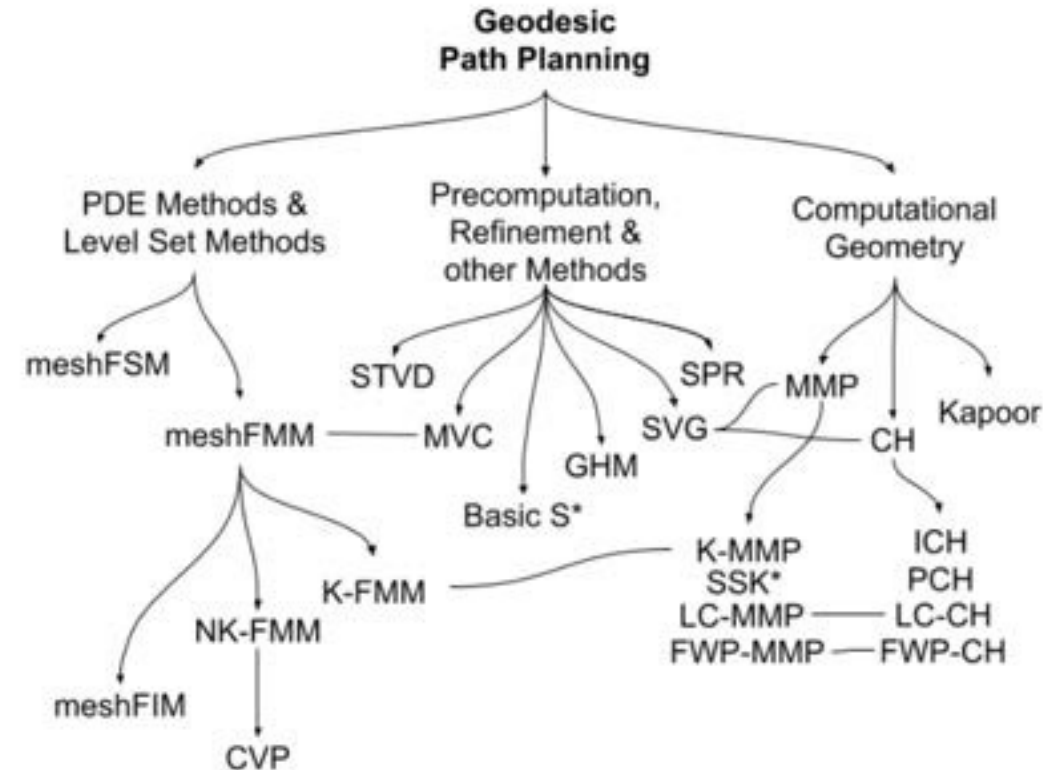 Geodesic
Path Planning
PDE Methods &
Level Set Methods
Precomputation,
Refinement &
other Methods
Computational
Geometry
meshFSM
STVD
SPR
MMP
Kapoor
meshFMM
MVC
SVG
CH
GHM
Basic S*
K-FMM
K-MMP
ICH
SSK*
PCH
NK-FMM
LC-MMP
LC-CH
FWP-MMP
FWP-CH
meshFIM
CVP